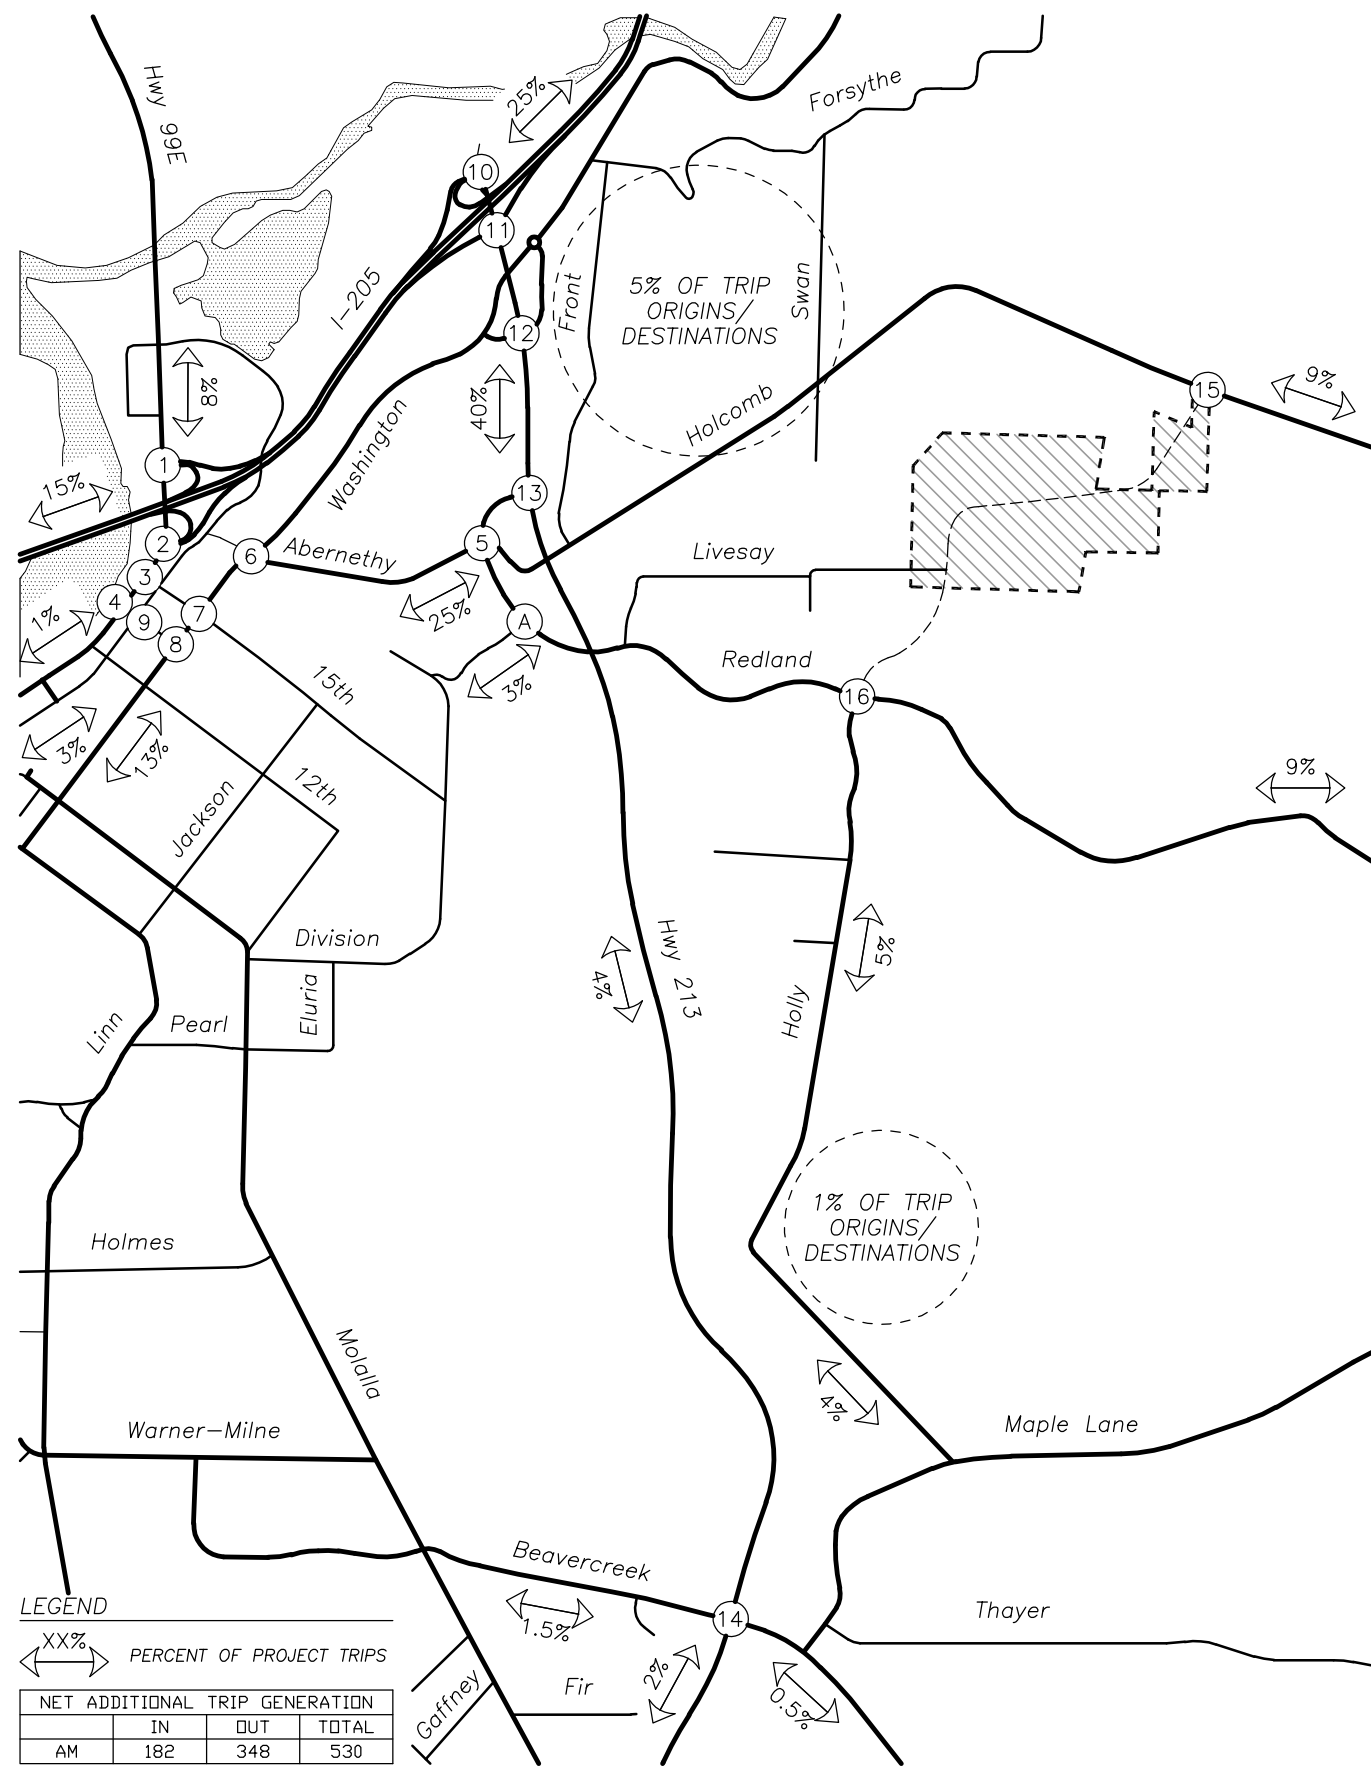 Hwy 99E
25%
Forsythe
10
11
I-205
5% OF TRIP
ORIGINS/
DESTINATIONS
Front
Swan
12
8%
40%
15
9%
Washington
Holcomb
1
15%
13
2
6
Abernethy
5
Livesay
3
4
1%
9
7
25%
A
8
Redland
15th
3%
16
3%
13%
12th
9%
Jackson
Division
Hwy 213
5%
4%
Eluria
Linn
Pearl
Holly
1% OF TRIP
ORIGINS/
DESTINATIONS
Holmes
Molalla
4%
Maple Lane
Warner-Milne
Beavercreek
LEGEND
1.5%
14
Thayer
XX%
PERCENT OF PROJECT TRIPS
2%
0.5%
Gaffney
Fir
NET ADDITIONAL TRIP GENERATION
IN OUT TOTAL
AM 182 348 530